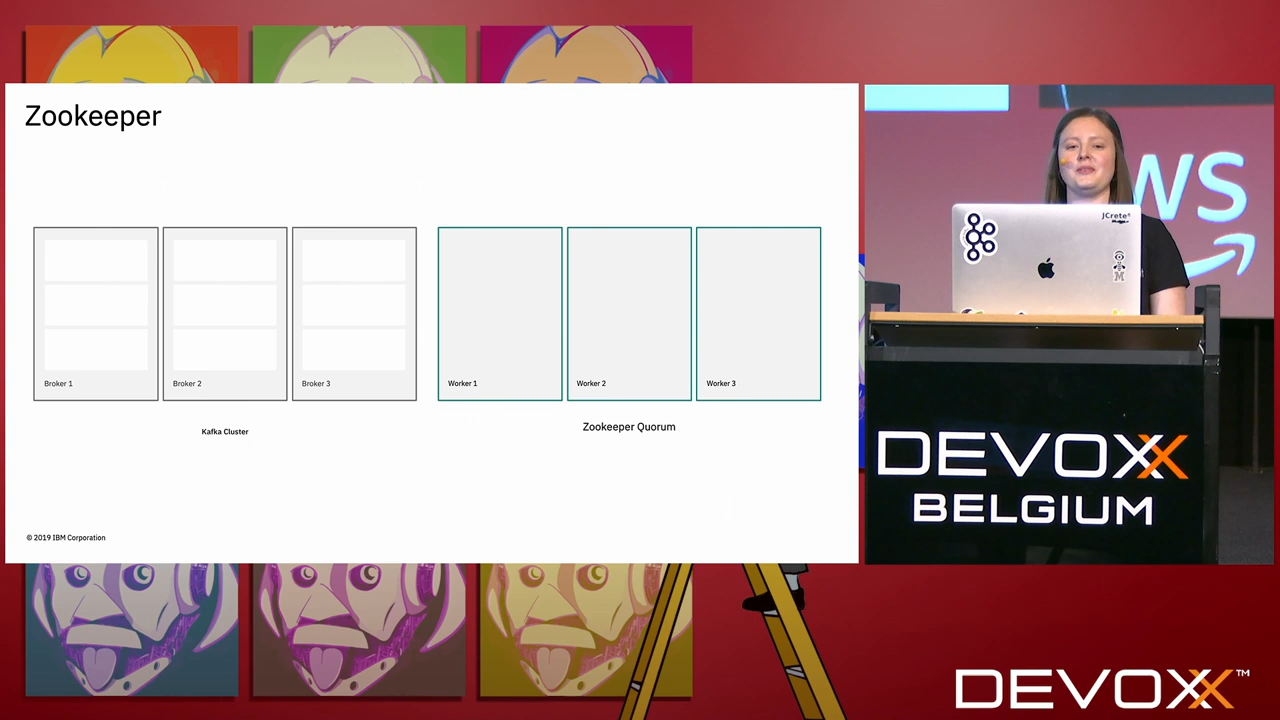 Zookeeper
Broker 1
Broker 2
Broker 3
Kafka Cluster
Worker 1
Worker 2
Worker 3
Zookeeper Quorum
© 2019 IBM Corporation
WS
JCrete
M
DEVOXX
BELGIUM
DEVOXX™